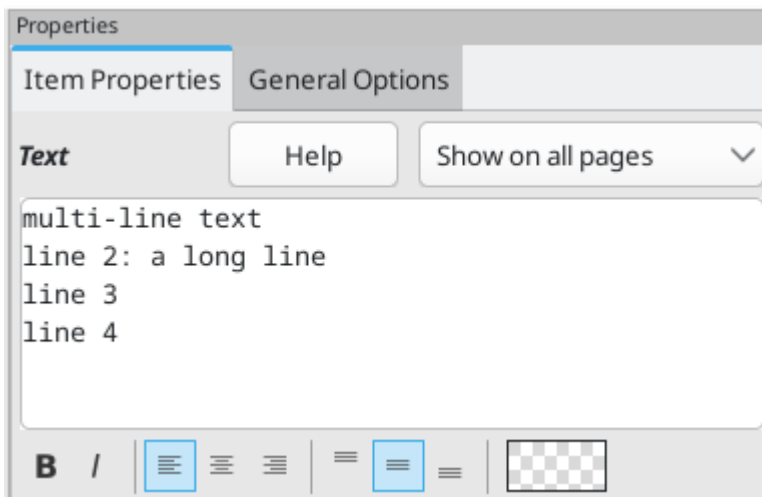 Properties
Item Properties General Options
Text Help Show on all pages
multi-line text
line 2: a long line
line 3
line 4
B I